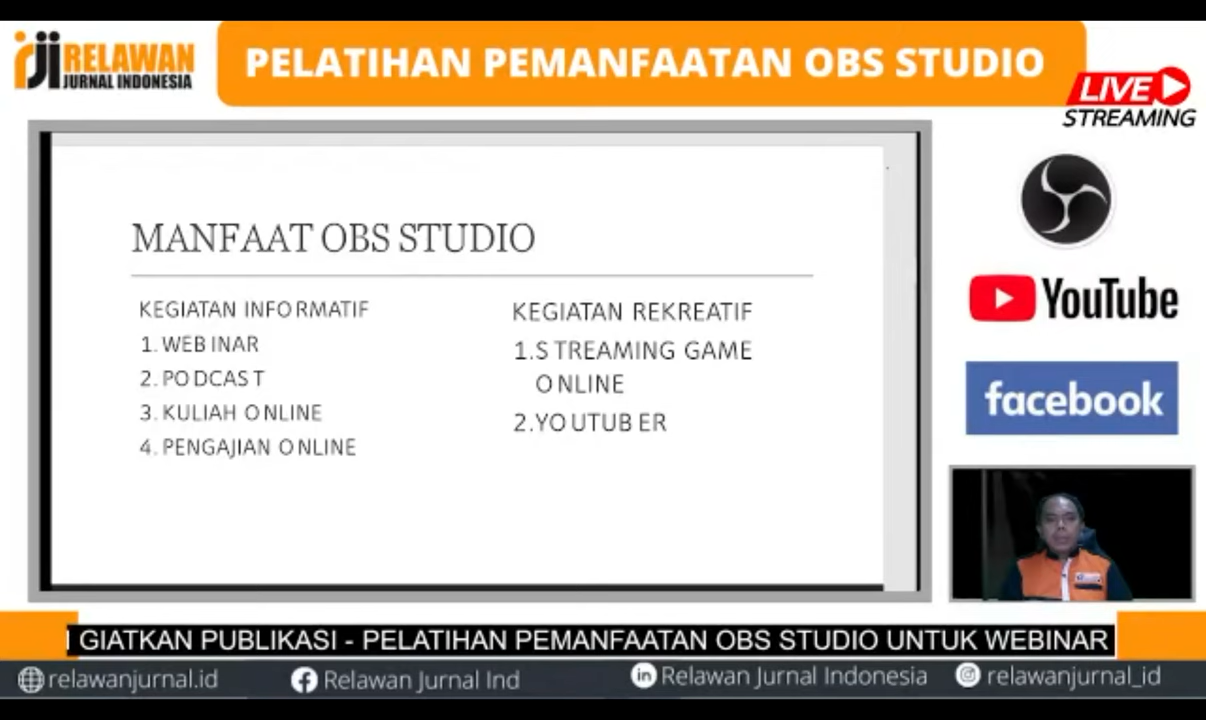 RELAWAN
JURNAL INDONESIA
PELATIHAN PEMANFAATAN OBS STUDIO
LIVE
STREAMING
MANFAAT OBS STUDIO
KEGIATAN INFORMATIF
1. WEBINAR
2. PODCAST
3. KULIAH ONLINE
4. PENGAJIAN ONLINE
KEGIATAN REKREATIF
1.STREAMING GAME
ONLINE
2.YOUTUBER
YouTube
facebook
GIATKAN PUBLIKASI - PELATIHAN PEMANFAATAN OBS STUDIO UNTUK WEBINAR
relawanjurnal.id
Relawan Jurnal Ind
Relawan Jurnal Indonesia
relawanjurnal_id